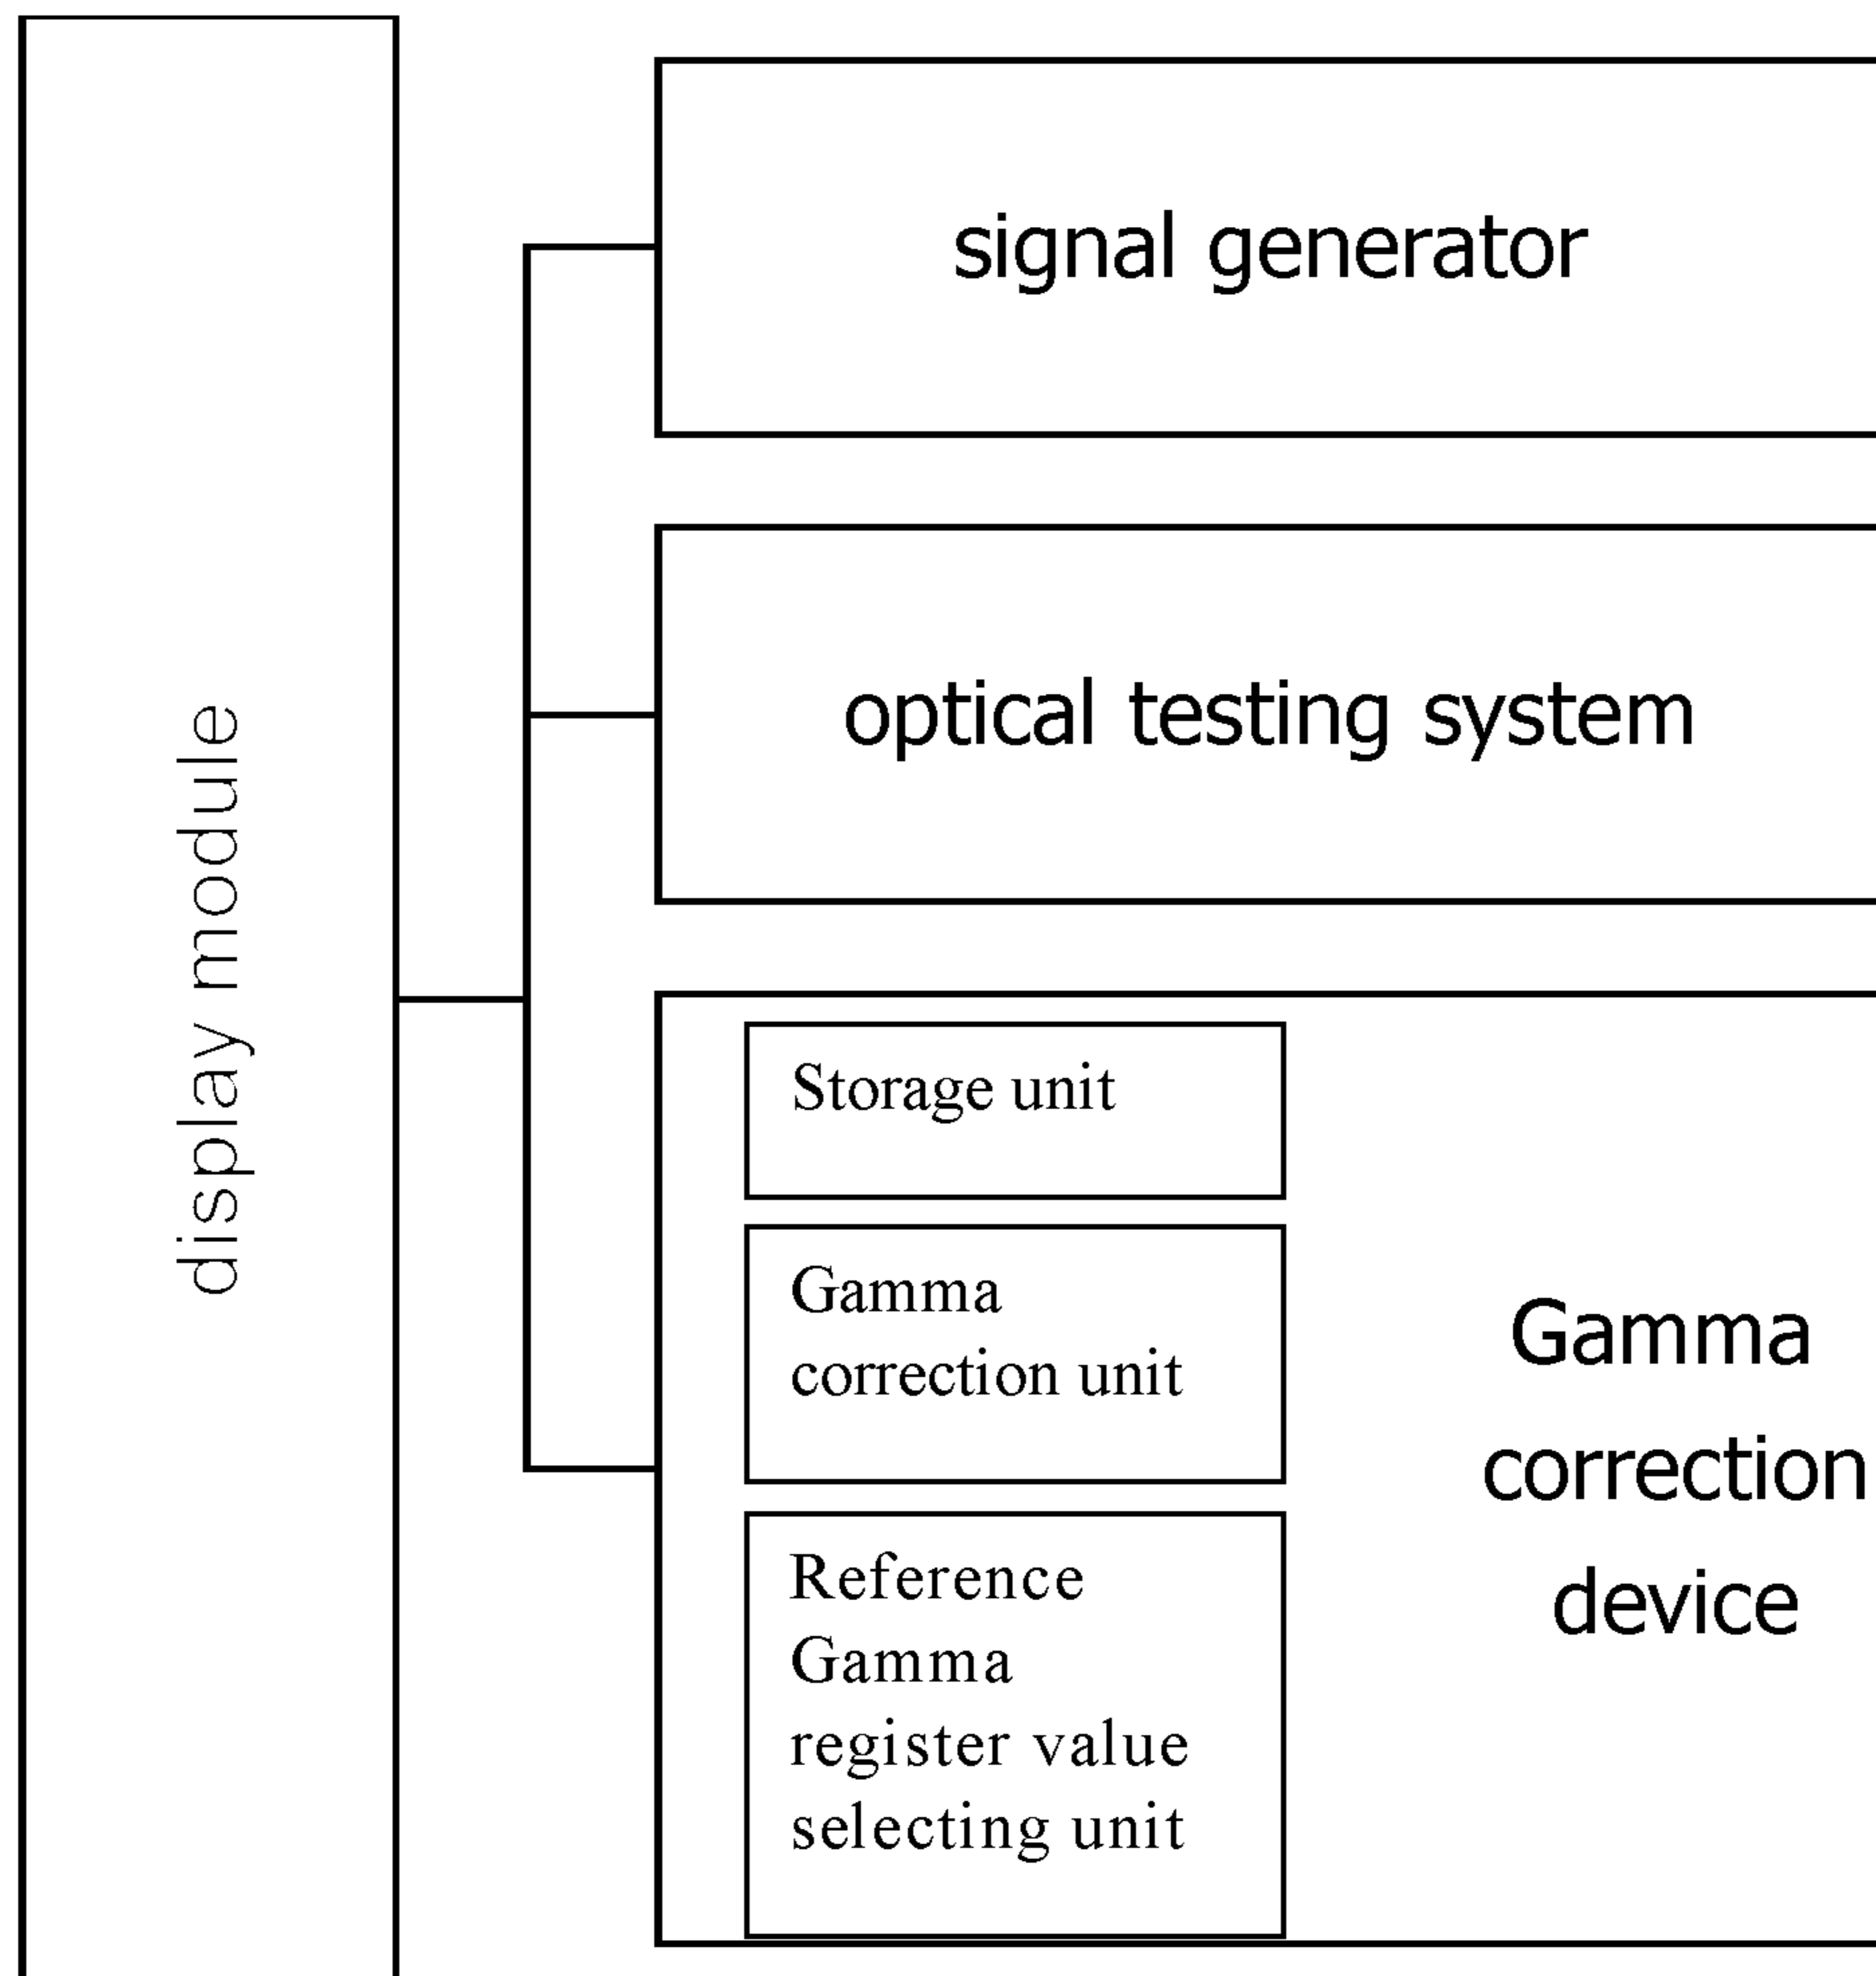 display module
signal generator
optical testing system
Storage unit
Gamma
correction unit
Reference
Gamma
register value
selecting unit
Gamma
correction
device